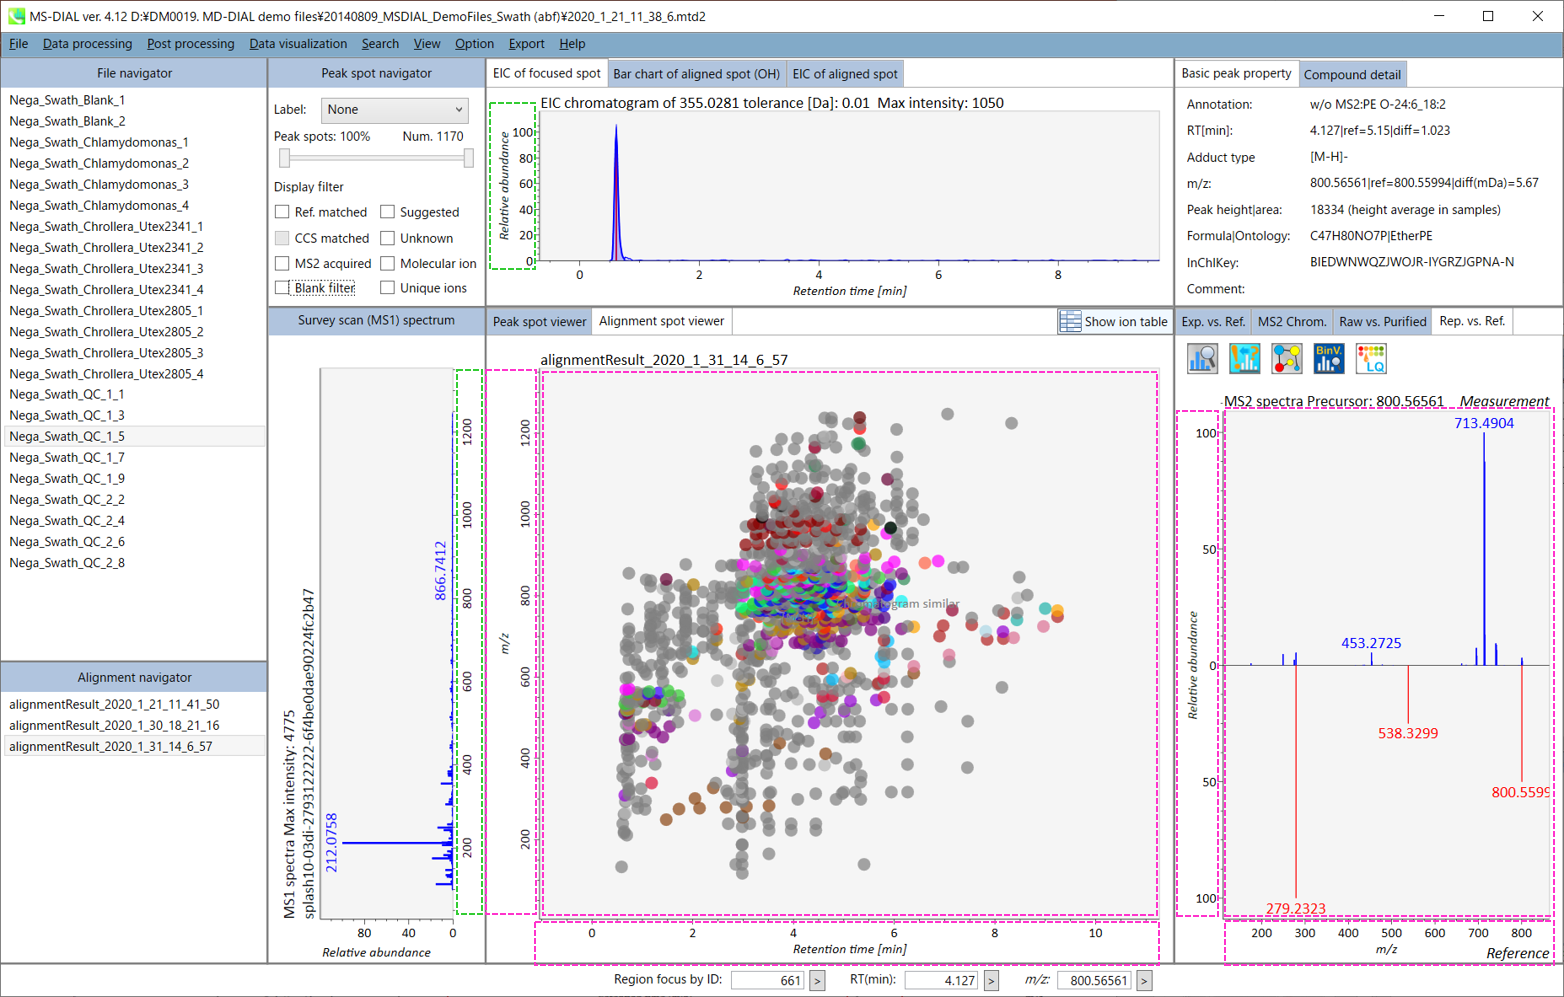 MS-DIAL ver. 4.12 D:¥DM0019. MD-DIAL demo files¥20140809_MSDIAL_DemoFiles_Swath (abf)¥2020_1_21_11_38_6.mtd2
File Data processing Post processing Data visualization Search View Option Export Help
File navigator
Nega_Swath_Blank_1
Nega_Swath_Blank_2
Nega_Swath_Chlamydomonas_1
Nega_Swath_Chlamydomonas_2
Nega_Swath_Chlamydomonas_3
Nega_Swath_Chlamydomonas_4
Nega_Swath_Chrollera_Utex2341_1
Nega_Swath_Chrollera_Utex2341_2
Nega_Swath_Chrollera_Utex2341_3
Nega_Swath_Chrollera_Utex2341_4
Nega_Swath_Chrollera_Utex2805_1
Nega_Swath_Chrollera_Utex2805_2
Nega_Swath_Chrollera_Utex2805_3
Nega_Swath_Chrollera_Utex2805_4
Nega_Swath_QC_1_1
Nega_Swath_QC_1_3
Nega_Swath_QC_1_5
Nega_Swath_QC_1_7
Nega_Swath_QC_1_9
Nega_Swath_QC_2_2
Nega_Swath_QC_2_4
Nega_Swath_QC_2_6
Nega_Swath_QC_2_8
Alignment navigator
alignmentResult_2020_1_21_11_41_50
alignmentResult_2020_1_30_18_21_16
alignmentResult_2020_1_31_14_6_57
Peak spot navigator
Label: None
Peak spots: 100% Num. 1170
Display filter
Ref. matched Suggested
CCS matched Unknown
MS2 acquired Molecular ion
Blank filter Unique ions
Survey scan (MS1) spectrum
MS1 spectra Max intensity: 4775
splash10-03di-2793122222-6f4be0dae90224fc2b47
212.0758
866.7412
200 400 600 800 1000 1200
80 40 0
Relative abundance
EIC of focused spot Bar chart of aligned spot (OH) EIC of aligned spot
EIC chromatogram of 355.0281 tolerance [Da]: 0.01 Max intensity: 1050
Relative abundance
100
80
60
40
20
0
0 2 4 6 8
Retention time [min]
Peak spot viewer Alignment spot viewer Show ion table
alignmentResult_2020_1_31_14_6_57
m/z
1200
1000
800
600
400
200
0 2 4 6 8 10
Retention time [min]
Region focus by ID: 661 > RT(min): 4.127 > m/z: 800.56561 >
Basic peak property Compound detail
Annotation: w/o MS2:PE O-24:6_18:2
RT[min]: 4.127|ref=5.15|diff=1.023
Adduct type [M-H]-
m/z: 800.56561|ref=800.55994|diff(mDa)=5.67
Peak height|area: 18334 (height average in samples)
Formula|Ontology: C47H80NO7P|EtherPE
InChIKey: BIEDWNWQZJWOJR-IYGRZJGPNA-N
Comment:
Exp. vs. Ref. MS2 Chrom. Raw vs. Purified Rep. vs. Ref.
BinV.
LQ
MS2 spectra Precursor: 800.56561 Measurement
713.4904
453.2725
538.3299
800.5599
279.2323
Relative abundance
100
50
0
50
100
200 300 400 500 600 700 800
m/z
Reference